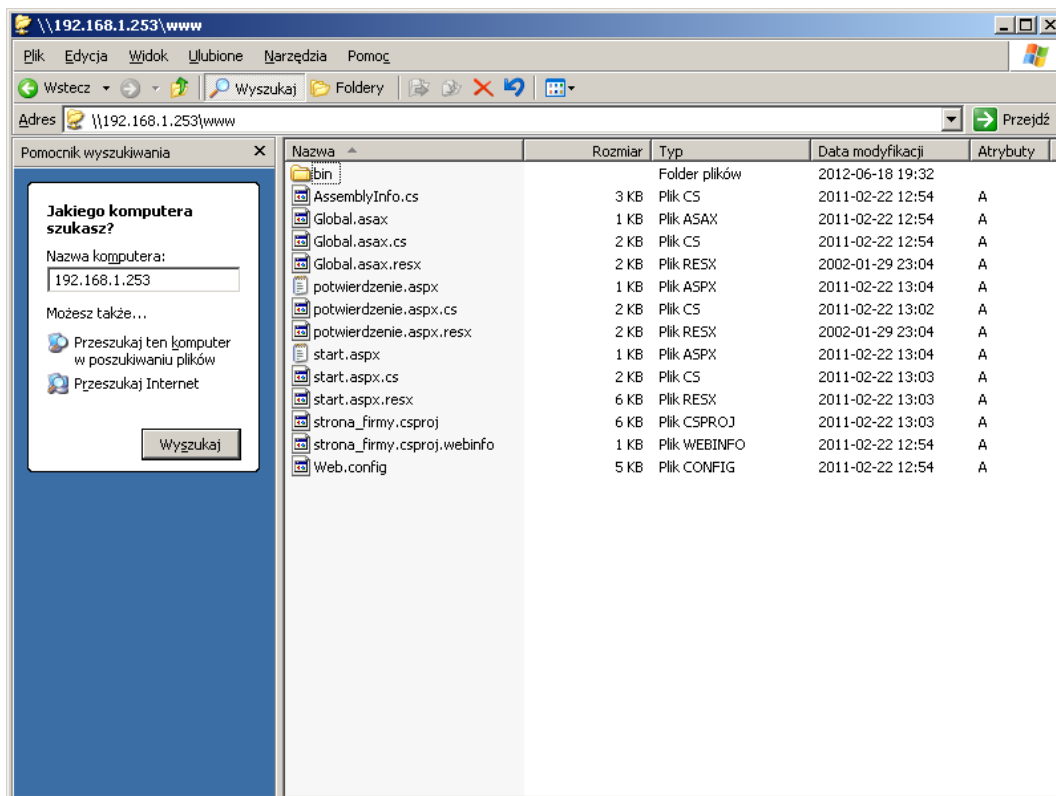 \\192.168.1.253\www
Plik Edycja Widok Ulubione Narzędzia Pomoc
Wstecz Wyszukaj Foldery
Adres \\192.168.1.253\www Przejdź
Pomocnik wyszukiwania
Jakiego komputera
szukasz?
Nazwa komputera:
192.168.1.253
Możesz także...
Przeszukaj ten komputer
w poszukiwaniu plików
Przeszukaj Internet
Wyszukaj
Nazwa Rozmiar Typ Data modyfikacji Atrybuty
bin Folder plików 2012-06-18 19:32
AssemblyInfo.cs 3 KB Plik CS 2011-02-22 12:54 A
Global.asax 1 KB Plik ASAX 2011-02-22 12:54 A
Global.asax.cs 2 KB Plik CS 2011-02-22 12:54 A
Global.asax.resx 2 KB Plik RESX 2002-01-29 23:04 A
potwierdzenie.aspx 1 KB Plik ASPX 2011-02-22 13:04 A
potwierdzenie.aspx.cs 2 KB Plik CS 2011-02-22 13:02 A
potwierdzenie.aspx.resx 2 KB Plik RESX 2002-01-29 23:04 A
start.aspx 1 KB Plik ASPX 2011-02-22 13:04 A
start.aspx.cs 2 KB Plik CS 2011-02-22 13:03 A
start.aspx.resx 6 KB Plik RESX 2011-02-22 13:03 A
strona_firmy.csproj 6 KB Plik CSPROJ 2011-02-22 13:03 A
strona_firmy.csproj.webinfo 1 KB Plik WEBINFO 2011-02-22 12:54 A
Web.config 5 KB Plik CONFIG 2011-02-22 12:54 A